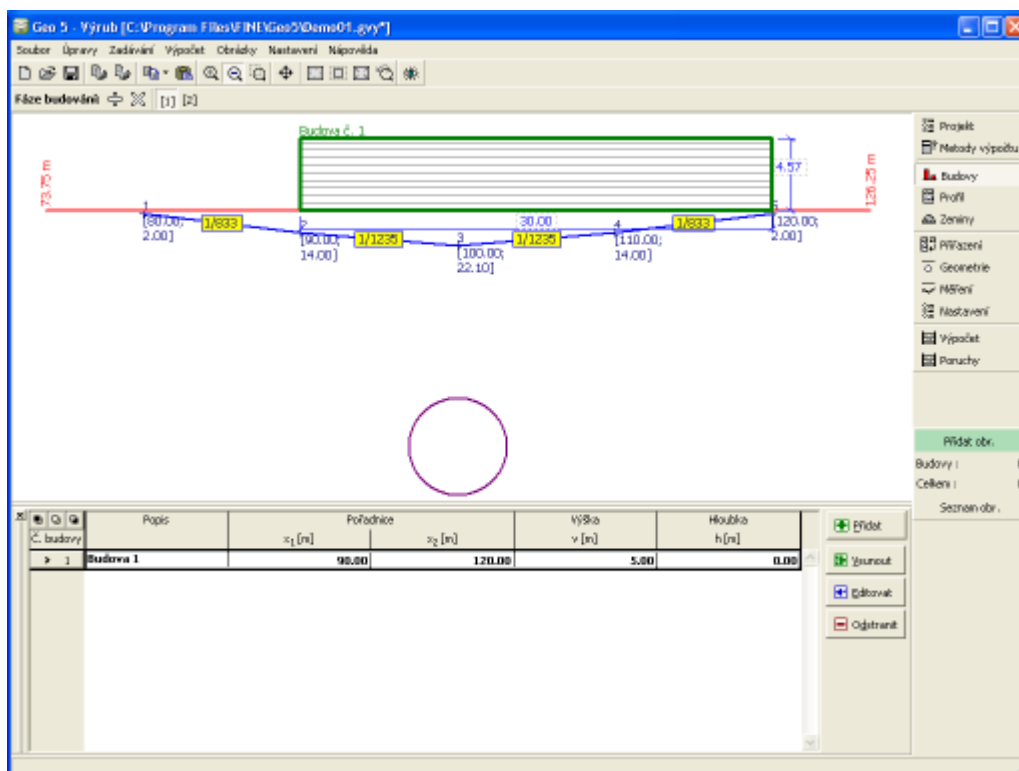 Geo 5 - Výrub [C:\Program Files\FINE\Geo5\Demo01.gvy*]
Soubor Úpravy Zadávání Výpočet Obrázky Nastavení Nápověda
Fáze budování [1] [2]
Budova č. 1
73.75 m
126.25 m
4.57
1
[80.00;
2.00]
1/833
2
[90.00;
14.00]
1/1235
3
[100.00;
22.10]
30.00
1/1235
4
[110.00;
14.00]
1/833
5
[120.00;
2.00]
Projekt
Metody výpočtu
Budovy
Profil
Zeminy
Přiřazení
Geometrie
Měření
Nastavení
Výpočet
Poruchy
Přidat obr.
Budovy :
Celkem :
Seznam obr.
Č. budovy Popis Pořadnice Výška Hloubka
x1 [m] x2 [m] v [m] h [m]
1 Budova 1 90.00 120.00 5.00 0.00
Přidat
Vsunout
Editovat
Odstranit